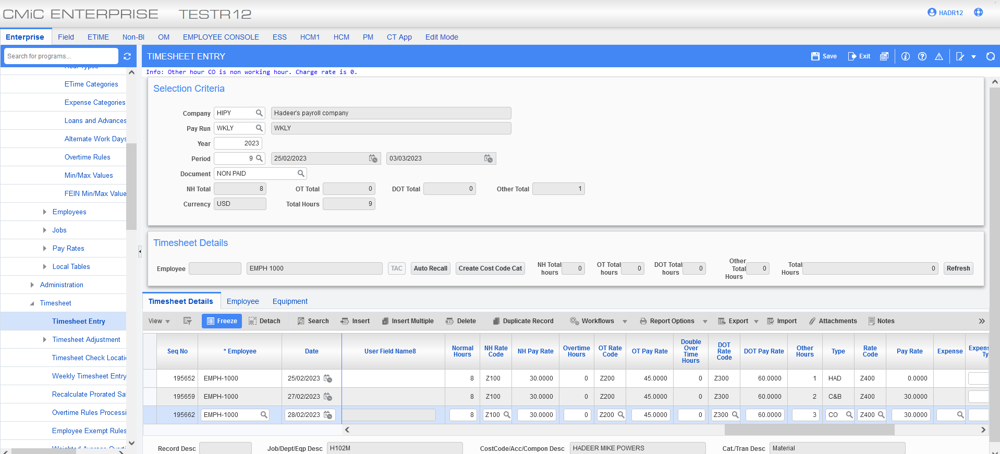 CMiC ENTERPRISE TESTR12
HADR12
Enterprise Field ETIME Non-BI OM EMPLOYEE CONSOLE ESS HCM1 HCM PM CT App Edit Mode
Search for programs...
TIMESHEET ENTRY
Save Exit
Info: Other hour CO is non working hour. Charge rate is 0.
Hour Types
ETime Categories
Expense Categories
Loans and Advances
Alternate Work Days
Overtime Rules
Min/Max Values
FEIN Min/Max Value
Employees
Jobs
Pay Rates
Local Tables
Administration
Timesheet
Timesheet Entry
Timesheet Adjustment
Timesheet Check Locati
Weekly Timesheet Entry
Recalculate Prorated Sa
Overtime Rules Processi
Employee Exempt Rules
Weighted Average Overti
Selection Criteria
Company HIPY Hadeer's payroll company
Pay Run WKLY WKLY
Year 2023
Period 9 25/02/2023 03/03/2023
Document NON PAID
NH Total 8 OT Total 0 DOT Total 0 Other Total 1
Currency USD Total Hours 9
Timesheet Details
Employee EMPH 1000 TAC Auto Recall Create Cost Code Cat NH Total hours 0 OT Total hours 0 DOT Total hours 0 Other Total Hours 0 Total Hours 0 Refresh
Timesheet Details Employee Equipment
View Freeze Detach Search Insert Insert Multiple Delete Duplicate Record Workflows Report Options Export Import Attachments Notes
Seq No * Employee Date User Field Name8 Normal Hours NH Rate Code NH Pay Rate Overtime Hours OT Rate Code OT Pay Rate Double Over Time Hours DOT Rate Code DOT Pay Rate Other Hours Type Rate Code Pay Rate Expense Expens Ty
195652 EMPH-1000 25/02/2023 8 Z100 30.0000 0 Z200 45.0000 0 Z300 60.0000 1 HAD Z400 0.0000
195659 EMPH-1000 27/02/2023 8 Z100 30.0000 0 Z200 45.0000 0 Z300 60.0000 2 C&B Z400 30.0000
195662 EMPH-1000 28/02/2023 8 Z100 30.0000 0 Z200 45.0000 0 Z300 60.0000 3 CO Z400 30.0000
Record Desc Job/Dept/Eqp Desc H102M CostCode/Acc/Compon Desc HADEER MIKE POWERS Cat./Tran Desc Material